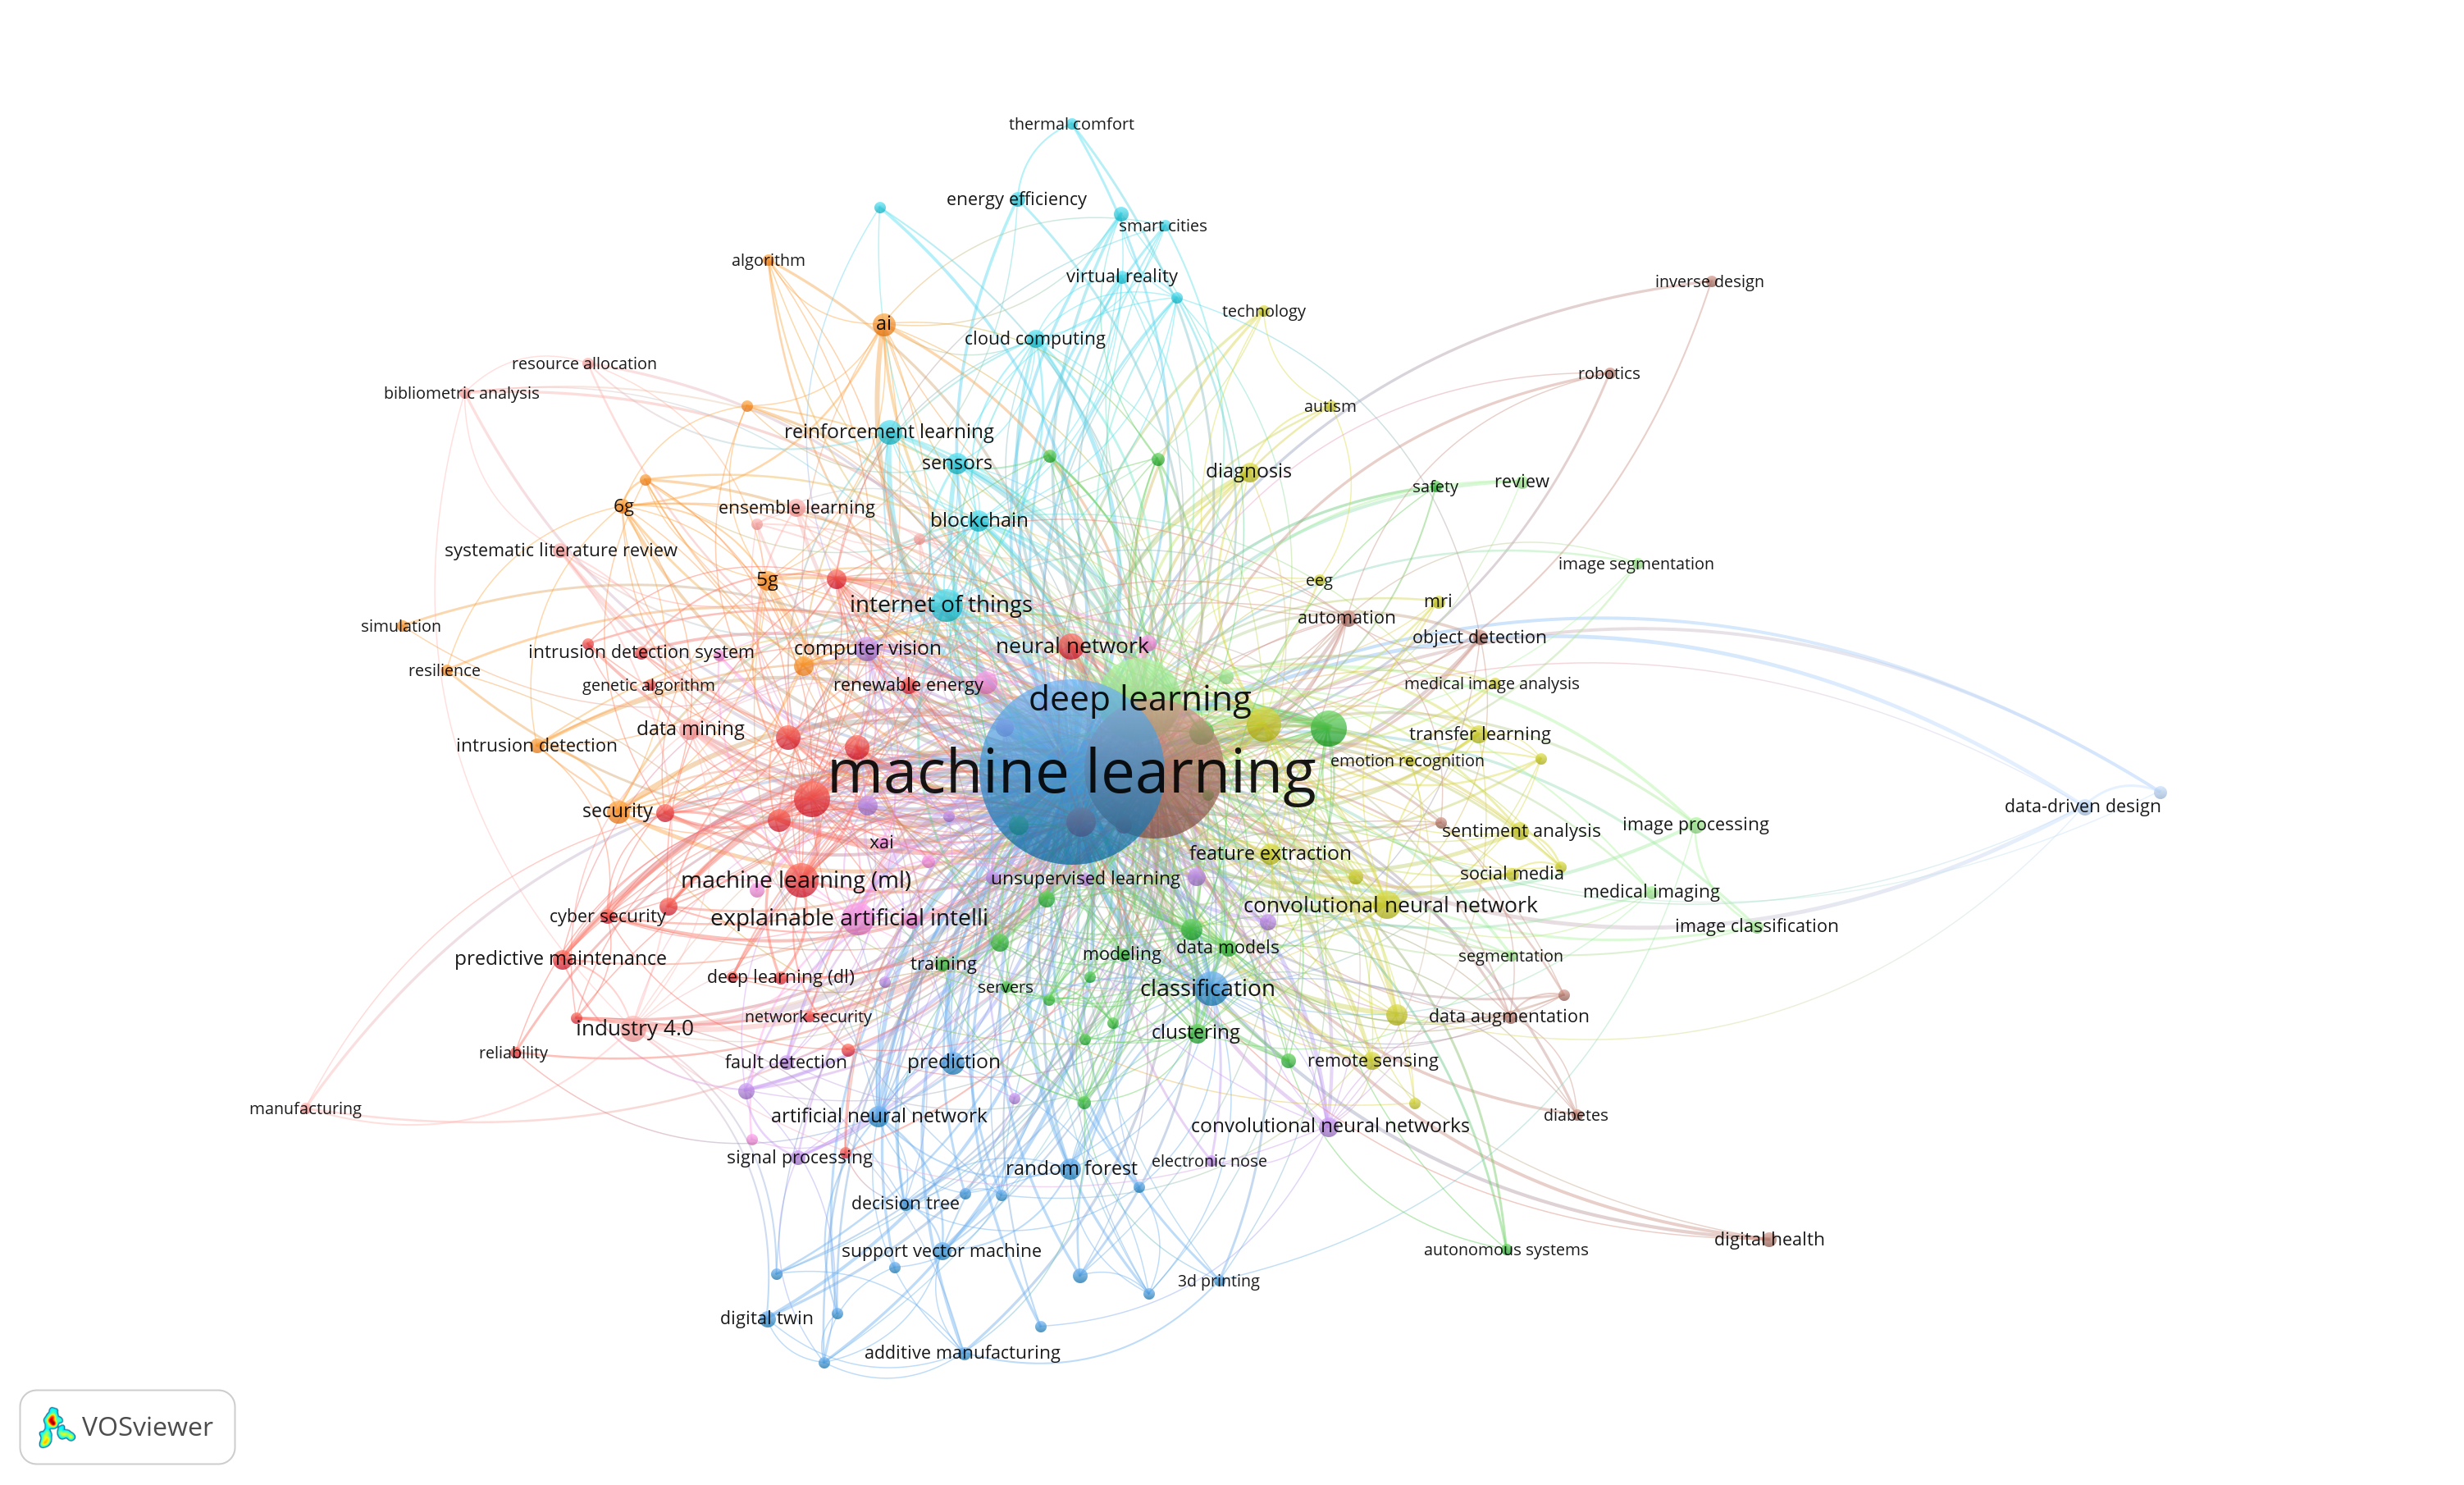 thermal comfort
energy efficiency
smart cities
algorithm
virtual reality
inverse design
technology
ai
cloud computing
resource allocation
robotics
bibliometric analysis
autism
reinforcement learning
sensors
diagnosis
review
safety
6g
ensemble learning
blockchain
systematic literature review
image segmentation
5g
eeg
mri
internet of things
automation
simulation
object detection
neural network
computer vision
intrusion detection system
resilience
genetic algorithm
renewable energy
medical image analysis
deep learning
data mining
transfer learning
intrusion detection
emotion recognition
machine learning
data-driven design
security
image processing
sentiment analysis
xai
feature extraction
social media
unsupervised learning
machine learning (ml)
medical imaging
convolutional neural network
cyber security
explainable artificial intelli
image classification
data models
modeling
segmentation
predictive maintenance
training
deep learning (dl)
servers
classification
network security
data augmentation
industry 4.0
clustering
reliability
fault detection
prediction
remote sensing
manufacturing
artificial neural network
diabetes
convolutional neural networks
signal processing
electronic nose
random forest
decision tree
digital health
support vector machine
autonomous systems
3d printing
digital twin
additive manufacturing
VOSviewer